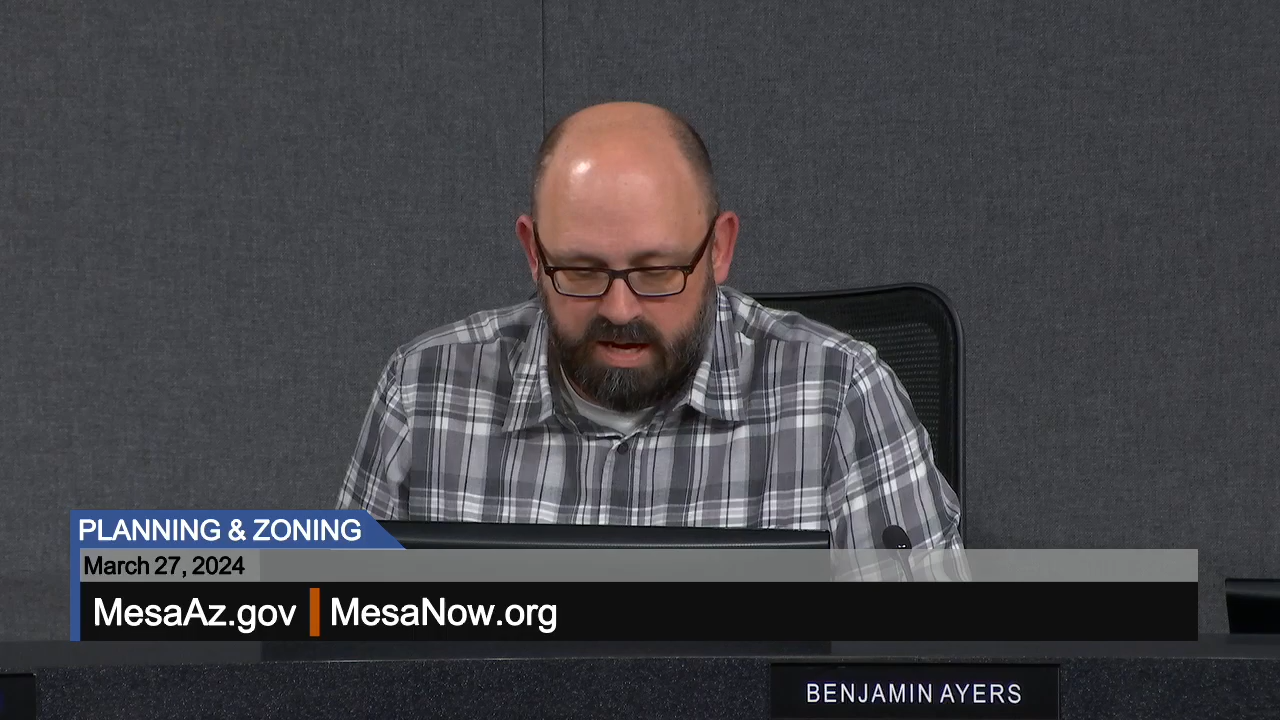 PLANNING & ZONING
March 27, 2024
MesaAz.gov | MesaNow.org
BENJAMIN AYERS